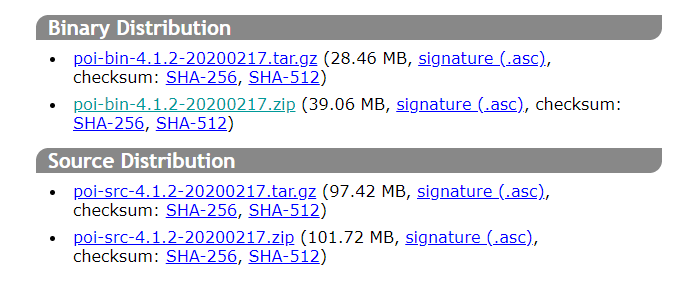 Binary Distribution
poi-bin-4.1.2-20200217.tar.gz (28.46 MB, signature (.asc),
checksum: SHA-256, SHA-512)
poi-bin-4.1.2-20200217.zip (39.06 MB, signature (.asc), checksum:
SHA-256, SHA-512)
Source Distribution
poi-src-4.1.2-20200217.tar.gz (97.42 MB, signature (.asc),
checksum: SHA-256, SHA-512)
poi-src-4.1.2-20200217.zip (101.72 MB, signature (.asc),
checksum: SHA-256, SHA-512)